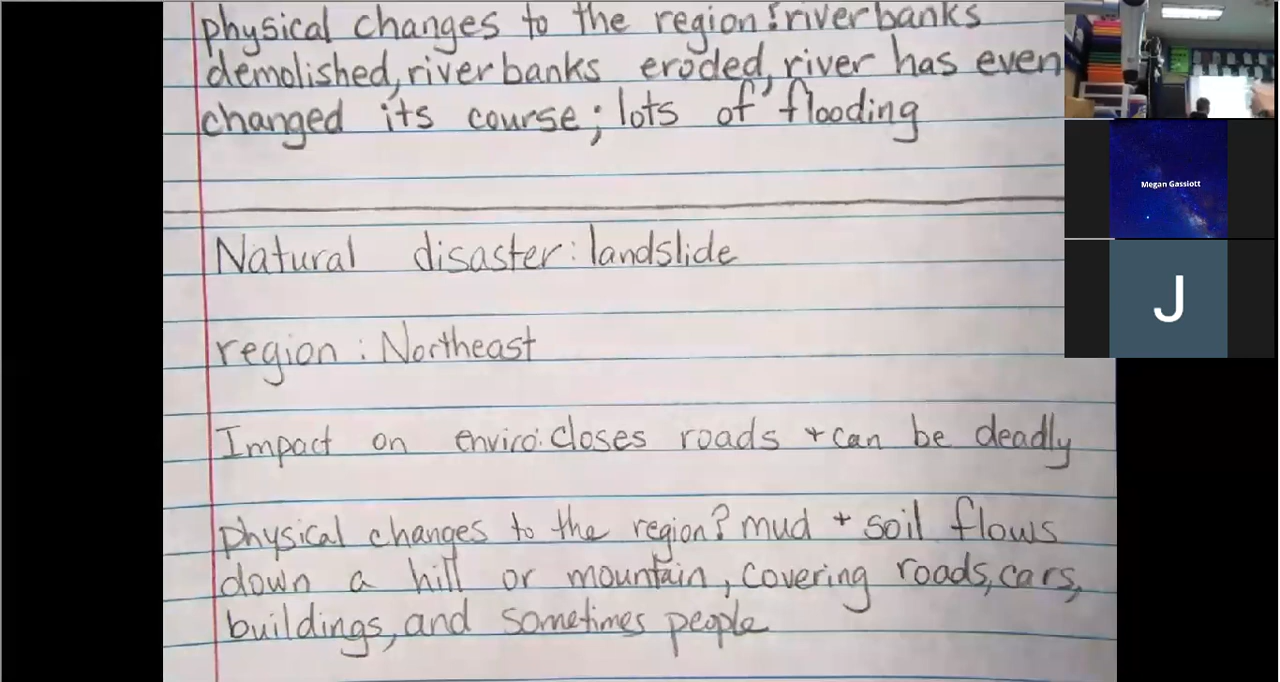 physical changes to the region: riverbanks
demolished, riverbanks eroded, river has even
changed its course; lots of flooding
Natural disaster: landslide
region: Northeast
Impact on enviro: closes roads + can be deadly
physical changes to the region? mud + soil flows
down a hill or mountain, covering roads, cars,
buildings, and sometimes people
Megan Gassiott
J